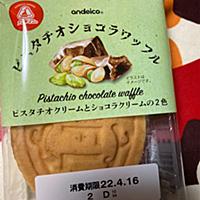 andeico.
ピスタチオショコラワッフル
イラストは
イメージです。
Pistachio chocolate waffle
ピスタチオクリームとショコラクリームの2色
消費期限22.4.16
2 D